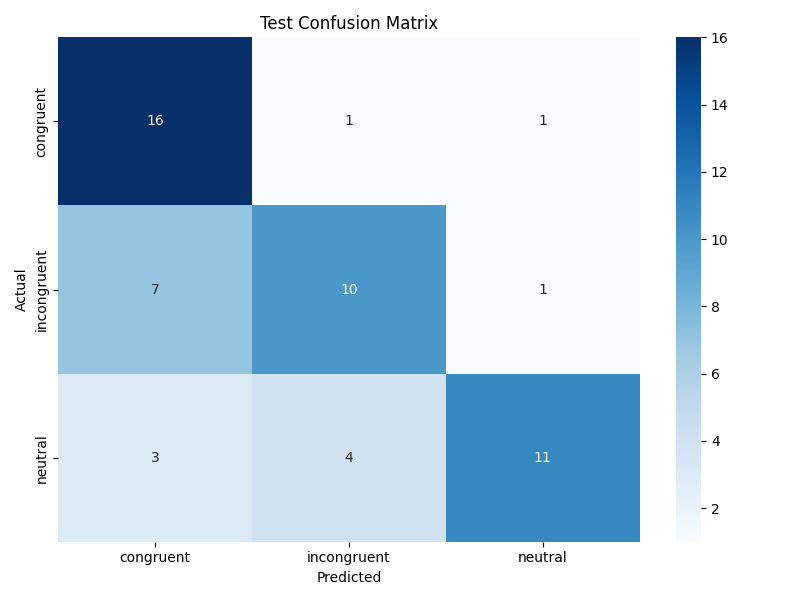 Test Confusion Matrix
congruent
16
1
1
16
14
12
Actual
incongruent
7
10
1
10
8
6
neutral
3
4
11
4
2
congruent
incongruent
neutral
Predicted